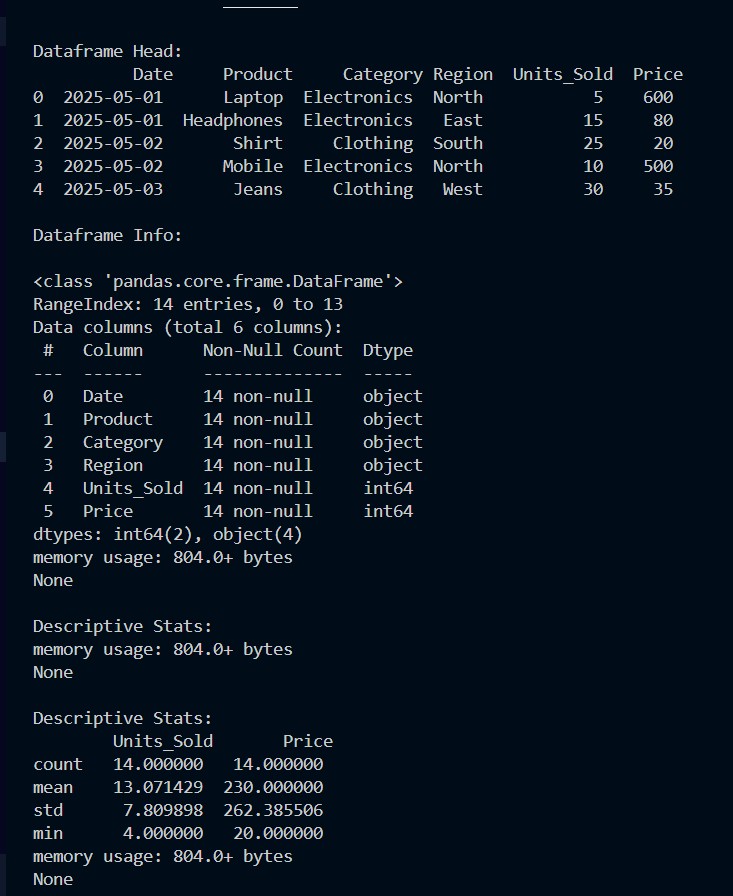 Dataframe Head:
         Date     Product     Category Region  Units_Sold  Price
0  2025-05-01      Laptop  Electronics  North           5    600
1  2025-05-01  Headphones  Electronics   East          15     80
2  2025-05-02       Shirt     Clothing  South          25     20
3  2025-05-02      Mobile  Electronics  North          10    500
4  2025-05-03       Jeans     Clothing   West          30     35
Dataframe Info:
<class 'pandas.core.frame.DataFrame'>
RangeIndex: 14 entries, 0 to 13
Data columns (total 6 columns):
 #   Column      Non-Null Count  Dtype
---  ------      --------------  -----
 0   Date        14 non-null     object
 1   Product     14 non-null     object
 2   Category    14 non-null     object
 3   Region      14 non-null     object
 4   Units_Sold  14 non-null     int64
 5   Price       14 non-null     int64
dtypes: int64(2), object(4)
memory usage: 804.0+ bytes
None
Descriptive Stats:
memory usage: 804.0+ bytes
None
Descriptive Stats:
        Units_Sold       Price
count   14.000000   14.000000
mean    13.071429  230.000000
std      7.809898  262.385506
min      4.000000   20.000000
memory usage: 804.0+ bytes
None